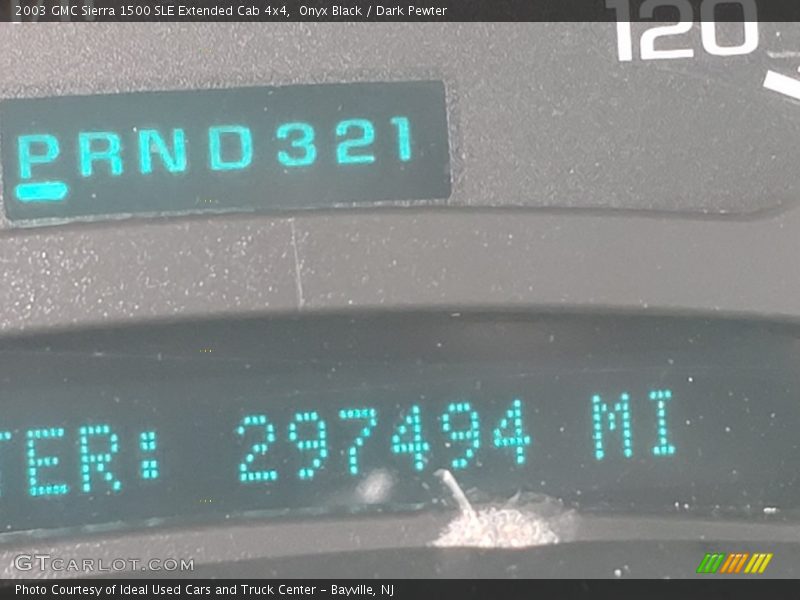 2003 GMC Sierra 1500 SLE Extended Cab 4x4, Onyx Black / Dark Pewter
120
PRND321
TER: 297494 MI
GTCARLOT.COM
Photo Courtesy of Ideal Used Cars and Truck Center – Bayville, NJ